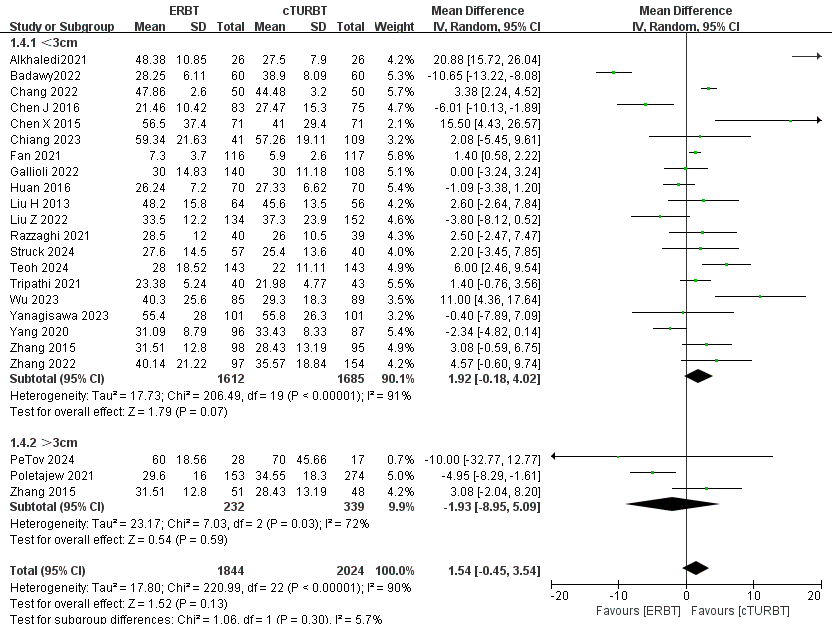 ERBT cTURBT Mean Difference Mean Difference
Study or Subgroup Mean SD Total Mean SD Total Weight IV, Random, 95% CI IV, Random, 95% CI
1.4.1 <3cm
Alkhaledi2021 48.38 10.85 26 27.5 7.9 26 4.2% 20.88 [15.72, 26.04]
Badawy2022 28.25 6.11 60 38.9 8.09 60 5.3% -10.65 [-13.22, -8.08]
Chang 2022 47.86 2.6 50 44.48 3.2 50 5.6% 3.38 [2.24, 4.52]
Chen J 2016 21.46 10.42 83 27.47 15.3 75 4.7% -6.01 [-10.13, -1.89]
Chen X 2015 56.5 37.4 71 41 29.4 71 2.1% 15.50 [4.43, 26.57]
Chiang 2023 59.34 21.63 41 57.26 19.11 109 3.2% 2.08 [-5.45, 9.61]
Fan 2021 7.3 3.7 116 5.9 2.6 117 5.8% 1.40 [0.58, 2.22]
Gallioli 2022 30 14.83 140 30 11.18 108 5.0% 0.00 [-3.24, 3.24]
Huan 2016 26.24 7.2 70 27.33 6.62 70 5.4% -1.09 [-3.38, 1.20]
Liu H 2013 48.2 15.8 64 45.6 13.5 56 4.2% 2.60 [-2.64, 7.84]
Liu Z 2022 33.5 12.2 134 37.3 23.9 152 4.6% -3.80 [-8.12, 0.52]
Razzaghi 2021 28.5 12 40 26 10.5 39 4.3% 2.50 [-2.47, 7.47]
Struck 2024 27.6 14.5 57 25.4 13.6 40 4.0% 2.20 [-3.45, 7.85]
Teoh 2024 28 18.52 143 22 11.11 143 4.9% 6.00 [2.46, 9.54]
Tripathi 2021 23.38 5.24 40 21.98 4.77 43 5.4% 1.40 [-0.76, 3.56]
Wu 2023 40.3 25.6 85 29.3 18.3 89 3.6% 11.00 [4.36, 17.64]
Yanagisawa 2023 55.4 28 101 55.8 26.3 101 3.2% -0.40 [-7.89, 7.09]
Yang 2020 31.09 8.79 96 33.43 8.33 87 5.3% -2.34 [-4.82, 0.14]
Zhang 2015 31.51 12.8 98 28.43 13.19 95 4.9% 3.08 [-0.59, 6.75]
Zhang 2022 40.14 21.22 97 35.57 18.84 154 4.2% 4.57 [-0.60, 9.74]
Subtotal (95% CI) 1612 1685 90.1% 1.92 [-0.18, 4.02]
Heterogeneity: Tau² = 17.73; Chi² = 206.49, df = 19 (P < 0.00001); I² = 91%
Test for overall effect: Z = 1.79 (P = 0.07)
1.4.2 >3cm
PeTov 2024 60 18.56 28 70 45.66 17 0.7% -10.00 [-32.77, 12.77]
Poletajew 2021 29.6 16 153 34.55 18.3 274 5.0% -4.95 [-8.29, -1.61]
Zhang 2015 31.51 12.8 51 28.43 13.19 48 4.2% 3.08 [-2.04, 8.20]
Subtotal (95% CI) 232 339 9.9% -1.93 [-8.95, 5.09]
Heterogeneity: Tau² = 23.17; Chi² = 7.03, df = 2 (P = 0.03); I² = 72%
Test for overall effect: Z = 0.54 (P = 0.59)
Total (95% CI) 1844 2024 100.0% 1.54 [-0.45, 3.54]
Heterogeneity: Tau² = 17.80; Chi² = 220.99, df = 22 (P < 0.00001); I² = 90%
Test for overall effect: Z = 1.52 (P = 0.13)
Test for subgroup differences: Chi² = 1.06, df = 1 (P = 0.30), I² = 5.7%
-20 -10 0 10 20
Favours [ERBT] Favours [cTURBT]